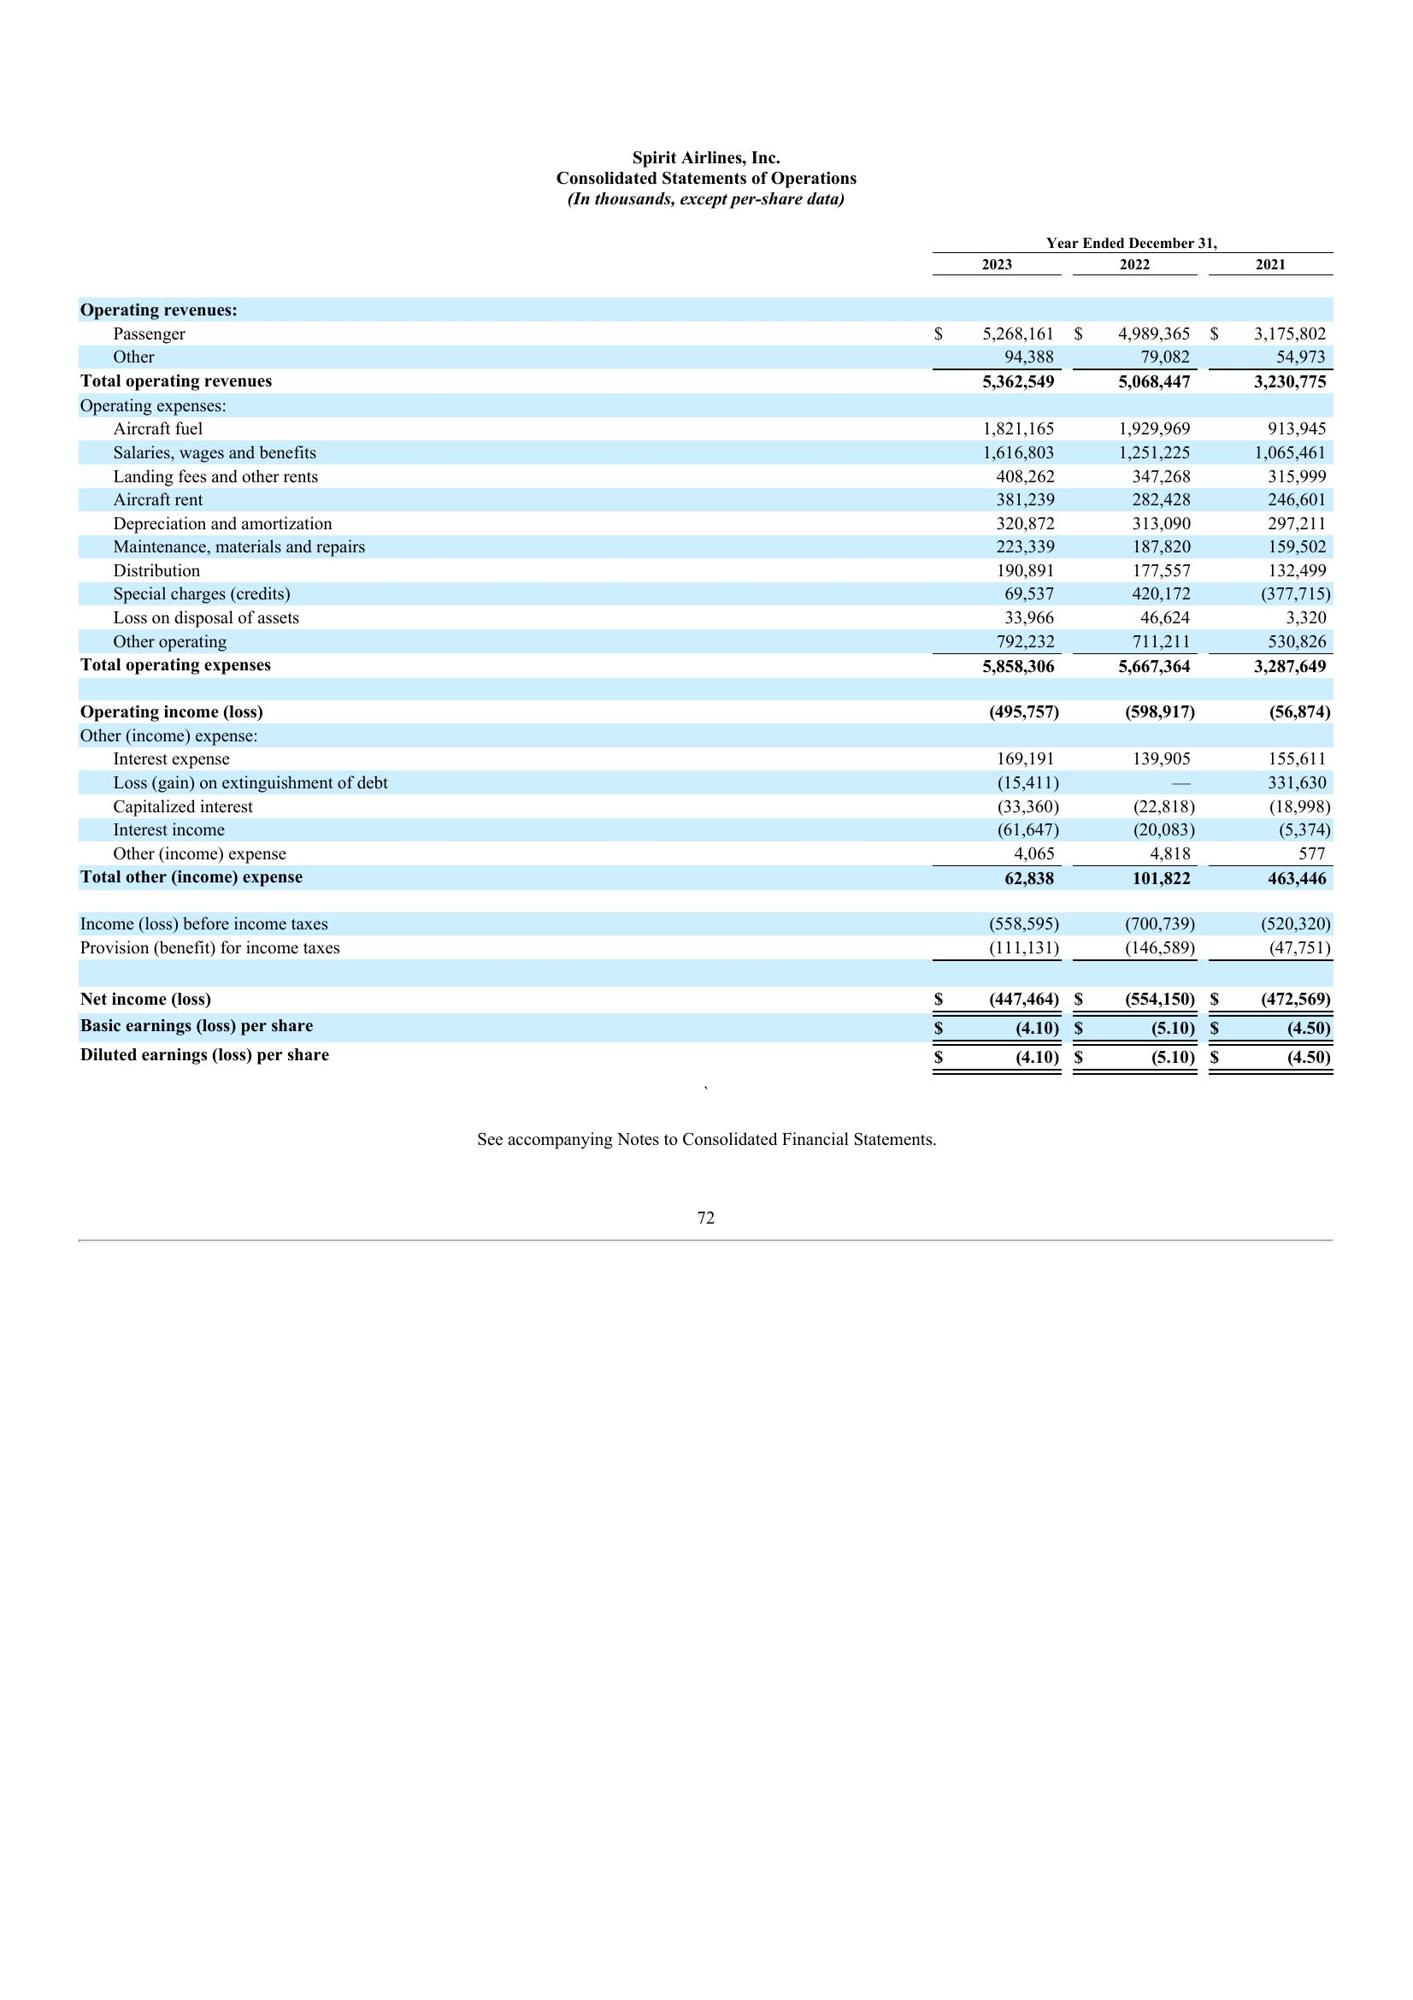 Spirit Airlines, Inc.
Consolidated Statements of Operations
(In thousands, except per-share data)
Year Ended December 31,
2023 2022 2021
Operating revenues:
Passenger $ 5,268,161 $ 4,989,365 $ 3,175,802
Other 94,388 79,082 54,973
Total operating revenues 5,362,549 5,068,447 3,230,775
Operating expenses:
Aircraft fuel 1,821,165 1,929,969 913,945
Salaries, wages and benefits 1,616,803 1,251,225 1,065,461
Landing fees and other rents 408,262 347,268 315,999
Aircraft rent 381,239 282,428 246,601
Depreciation and amortization 320,872 313,090 297,211
Maintenance, materials and repairs 223,339 187,820 159,502
Distribution 190,891 177,557 132,499
Special charges (credits) 69,537 420,172 (377,715)
Loss on disposal of assets 33,966 46,624 3,320
Other operating 792,232 711,211 530,826
Total operating expenses 5,858,306 5,667,364 3,287,649
Operating income (loss) (495,757) (598,917) (56,874)
Other (income) expense:
Interest expense 169,191 139,905 155,611
Loss (gain) on extinguishment of debt (15,411) — 331,630
Capitalized interest (33,360) (22,818) (18,998)
Interest income (61,647) (20,083) (5,374)
Other (income) expense 4,065 4,818 577
Total other (income) expense 62,838 101,822 463,446
Income (loss) before income taxes (558,595) (700,739) (520,320)
Provision (benefit) for income taxes (111,131) (146,589) (47,751)
Net income (loss) $ (447,464) $ (554,150) $ (472,569)
Basic earnings (loss) per share $ (4.10) $ (5.10) $ (4.50)
Diluted earnings (loss) per share $ (4.10) $ (5.10) $ (4.50)
`
See accompanying Notes to Consolidated Financial Statements.
72